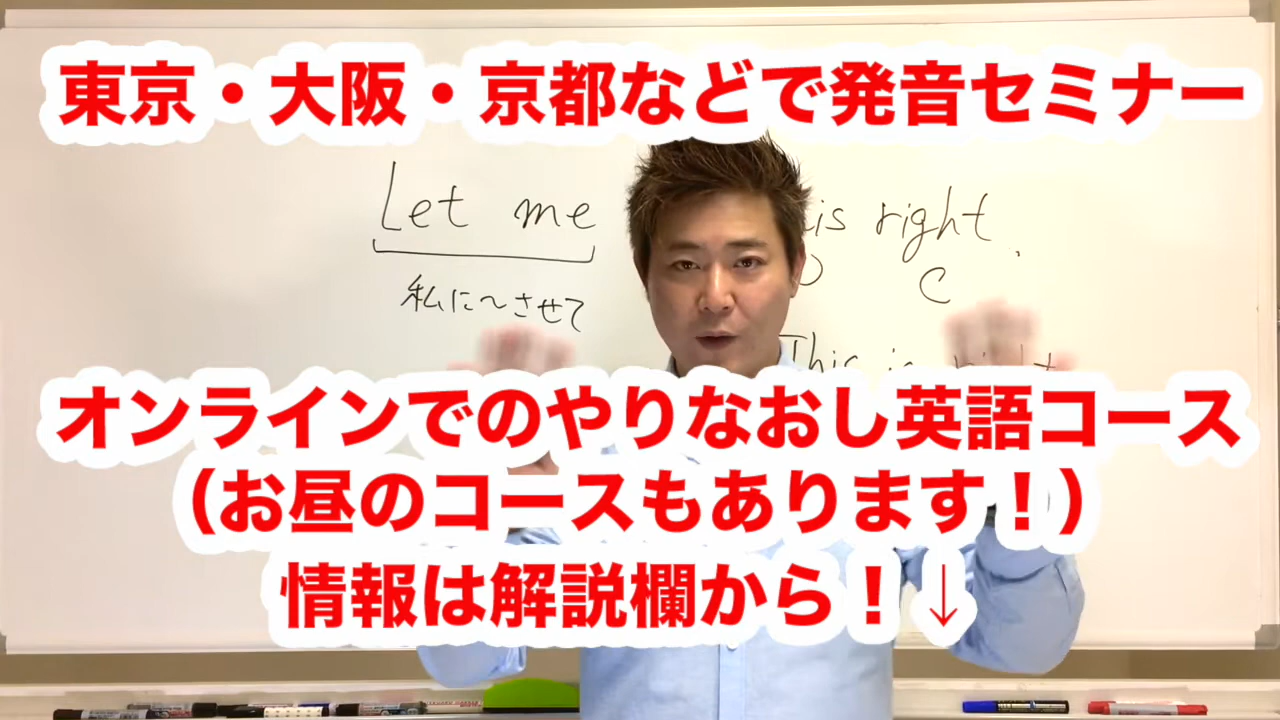 東京・大阪・京都などで発音セミナー
Let me is right.
私に〜させて C
This is right
オンラインでのやりなおし英語コース
(お昼のコースもあります！)
情報は解説欄から！↓